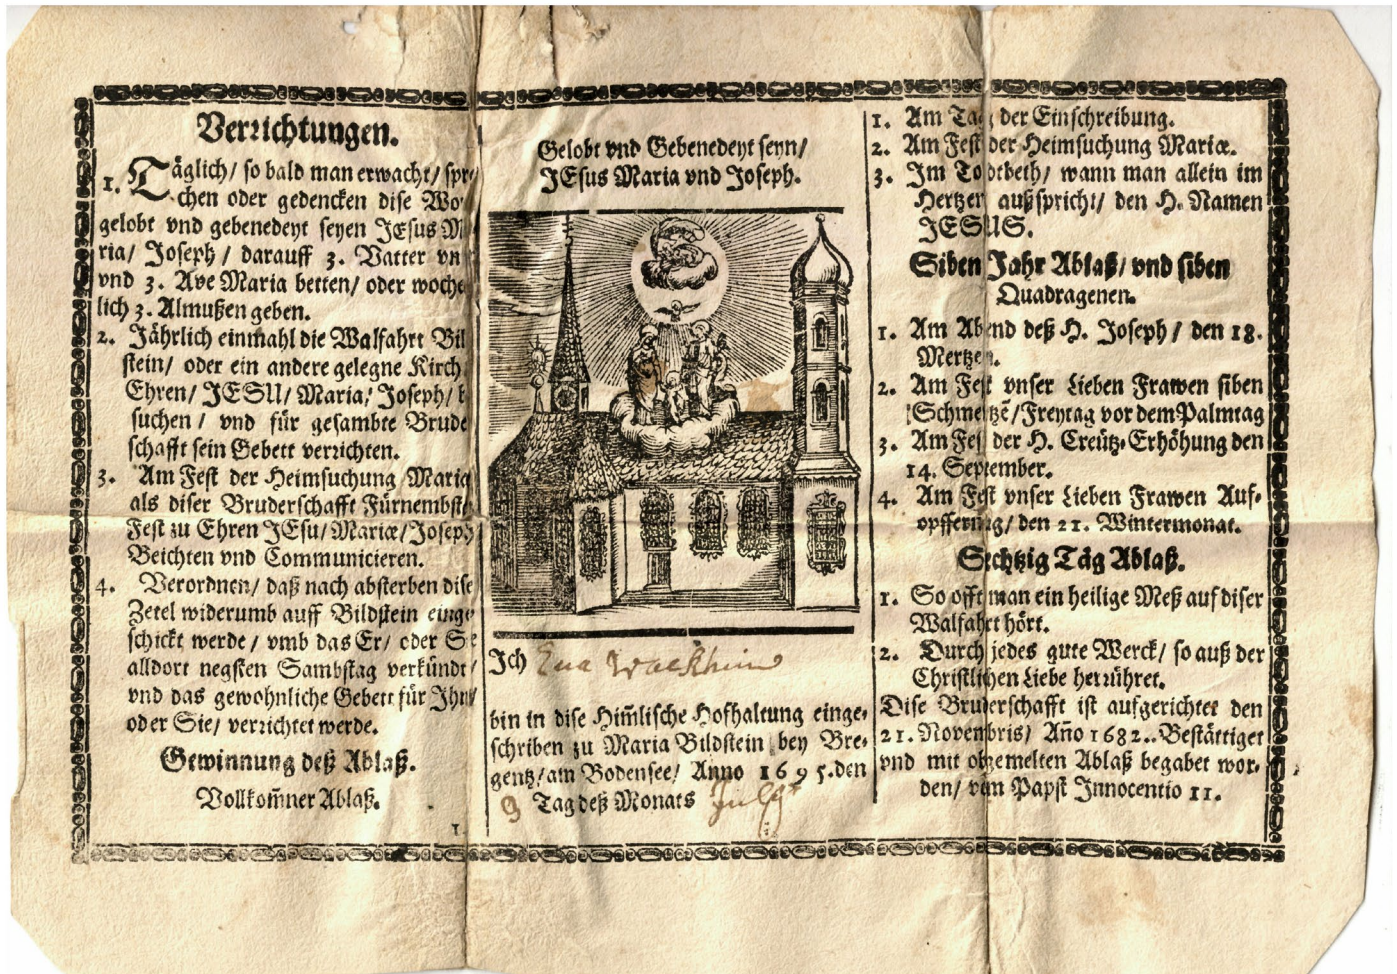 Verrichtungen.
1. Täglich/ so bald man erwacht/ spre
chen oder gedencken dise Wo
gelobt vnd gebenedeyt seyen JEsus M
ria/ Joseph/ darauff 3. Vatter vn
vnd 3. Ave Maria betten/ oder woche
lich 3. Almußen geben.
2. Jährlich einmahl die Walfahrt Bil
stein/ oder ein andere gelegne Kirch
Ehren/ JESU/ Maria/ Joseph/ b
suchen / vnd für gesambte Brude
schafft sein Gebett verrichten.
3. Am Fest der Heimsuchung Maria
als diser Bruderschafft Fürnembste
Fest zu Ehren JEsu/ Mariæ/ Joseph
Beichten vnd Communicieren.
4. Verordnen/ daß nach absterben dise
Zetel widerumb auff Bildstein einge
schickt werde / vmb das Er/ oder Se
alldort negsten Sambstag verkündt/
vnd das gewohnliche Gebett für Ihn/
oder Sie/ verrichtet werde.
Gewinnung deß Ablaß.
Vollkom̃ner Ablaß.
1.
Gelobt vnd Gebenedeyt seyn/
JEsus Maria vnd Joseph.
Jch Eua
bin in dise Him̃lische Hofhaltung einge-
schriben zu Maria Bildstein bey Bre-
gentz/ am Bodensee/ Anno 1695. den
9 Tag deß Monats July
1. Am Tag der Einschreibung.
2. Am Fest der Heimsuchung Mariæ.
3. Im Todtbeth/ wann man allein im
Hertzen außspricht/ den H. Namen
JESUS.
Siben Jahr Ablaß/ vnd siben
Quadragenen.
1. Am Abend deß H. Joseph / den 18.
Mertzen.
2. Am Fest vnser Lieben Frawen siben
Schmertzẽ/ Freytag vor dem Palmtag
3. Am Fest der H. Creütz-Erhöhung den
14. September.
4. Am Fest vnser Lieben Frawen Auf-
opfferung/ den 21. Wintermonat.
Sechtzig Täg Ablaß.
1. So offt man ein heilige Meß auf diser
Walfahrt hört.
2. Durch jedes gute Werck/ so auß der
Christlichen Liebe herrühret.
Dise Bruderschafft ist aufgerichtet den
21. Novembris/ Año 1682.. Bestättiget
vnd mit obgemelten Ablaß begabet wor-
den/ von Papst Innocentio 11.